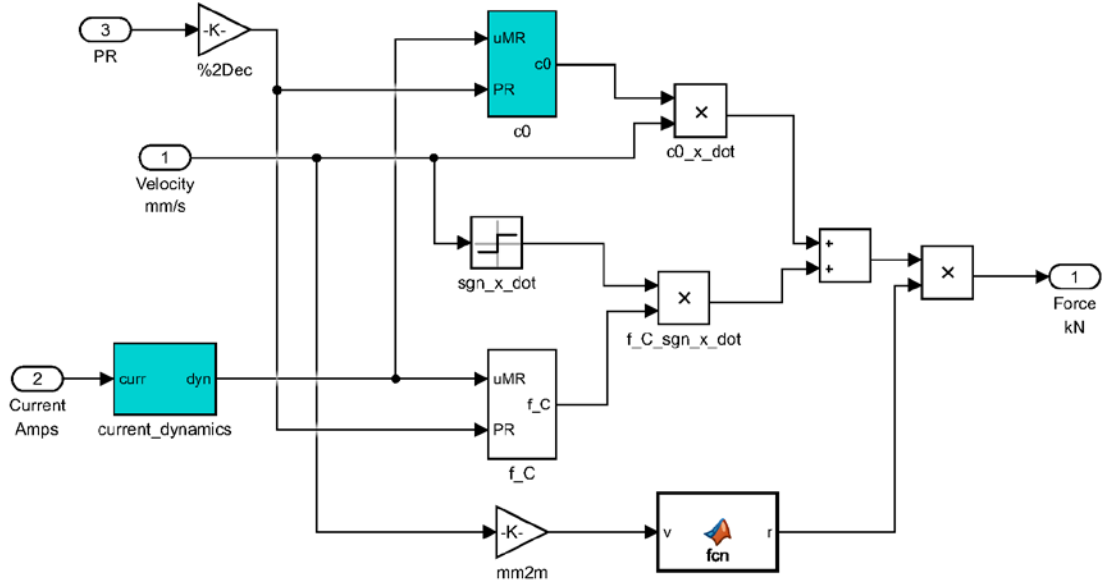 3
PR
-K-
%2Dec
uMR
c0
PR
c0
×
c0_x_dot
1
Velocity
mm/s
sgn_x_dot
+
+
×
1
Force
kN
×
f_C_sgn_x_dot
2
Current
Amps
curr
dyn
current_dynamics
uMR
f_C
PR
f_C
-K-
mm2m
v
fcn
r